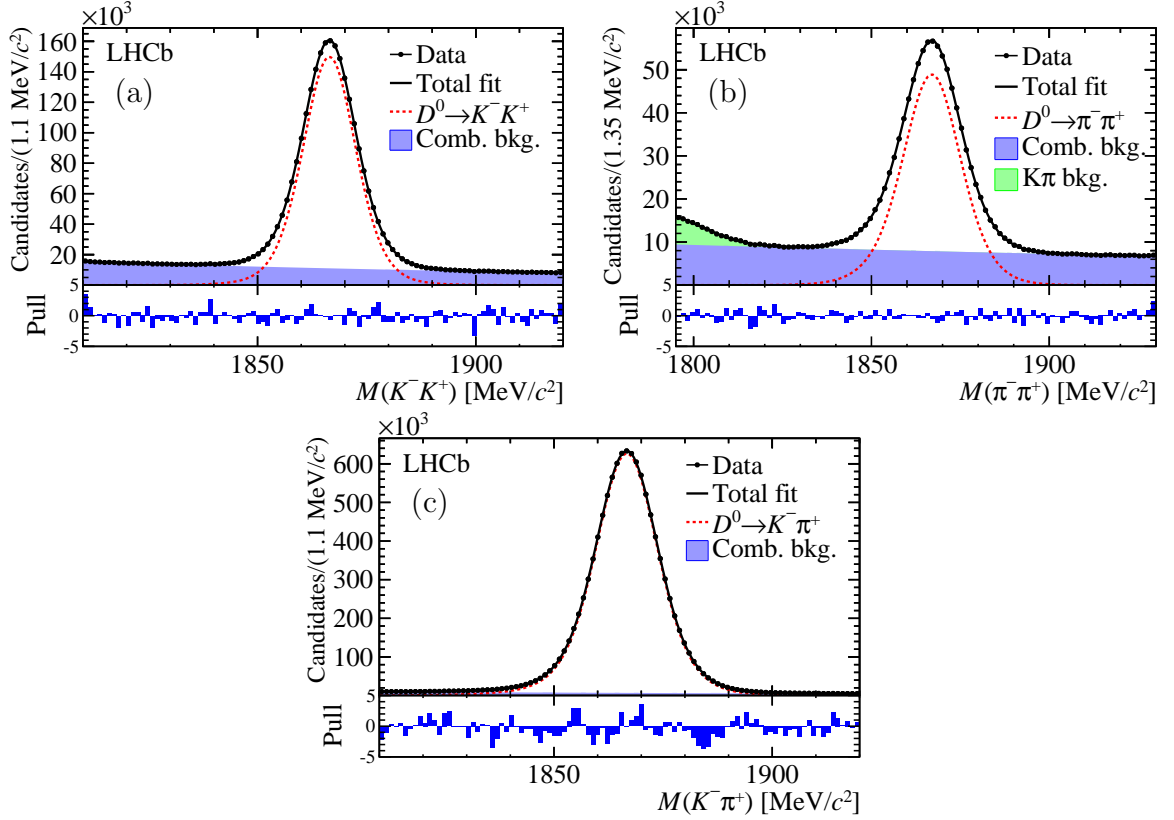 ×10³
Candidates/(1.1 MeV/c²)
160
140
120
100
80
60
40
20
LHCb
(a)
Data
Total fit
D⁰→K⁻K⁺
Comb. bkg.
Pull
5
0
-5
1850
1900
M(K⁻K⁺) [MeV/c²]
×10³
Candidates/(1.35 MeV/c²)
50
40
30
20
10
LHCb
(b)
Data
Total fit
D⁰→π⁻π⁺
Comb. bkg.
Kπ bkg.
Pull
5
0
-5
1800
1850
1900
M(π⁻π⁺) [MeV/c²]
×10³
Candidates/(1.1 MeV/c²)
600
500
400
300
200
100
LHCb
(c)
Data
Total fit
D⁰→K⁻π⁺
Comb. bkg.
Pull
5
0
-5
1850
1900
M(K⁻π⁺) [MeV/c²]